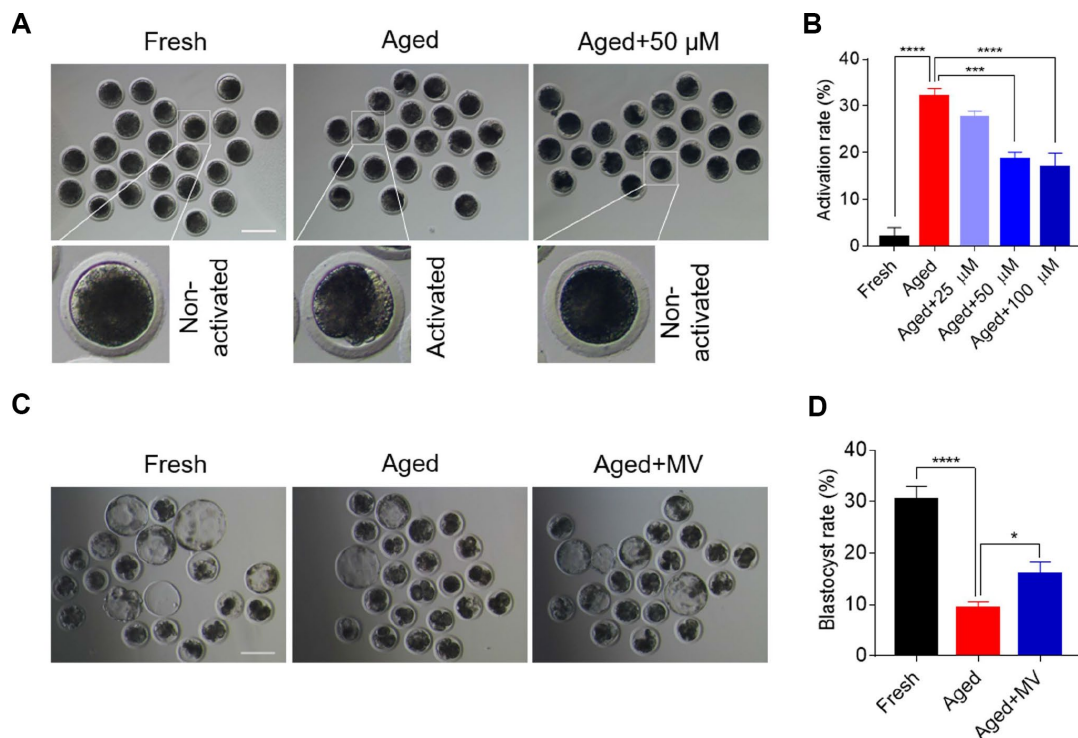 A
Fresh
Aged
Aged+50 μM
Non-
activated
Activated
Non-
activated
B
Activation rate (%)
40
30
20
10
0
****
***
****
Fresh
Aged
Aged+25 μM
Aged+50 μM
Aged+100 μM
C
Fresh
Aged
Aged+MV
D
Blastocyst rate (%)
40
30
20
10
0
****
*
Fresh
Aged
Aged+MV